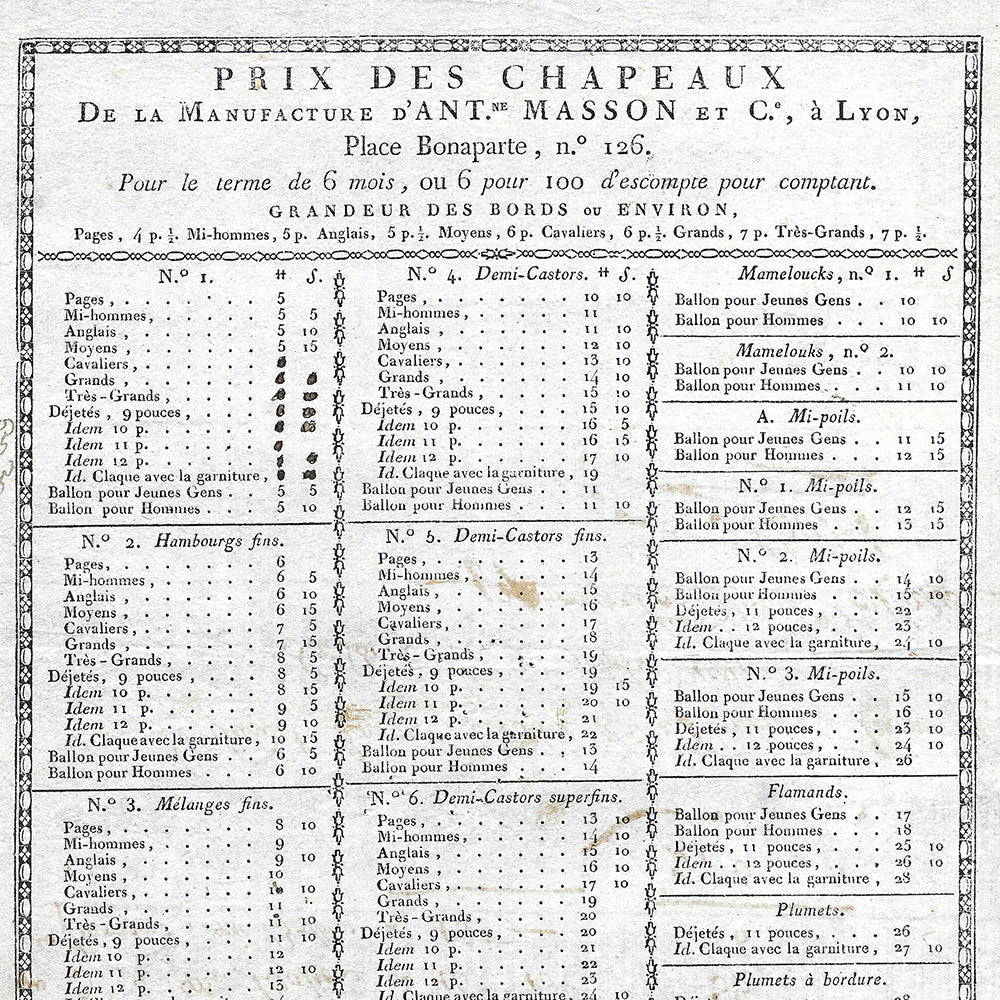 PRIX DES CHAPEAUX
DE LA MANUFACTURE D'ANT.NE MASSON ET C.e, à LYON,
Place Bonaparte, n.º 126.
Pour le terme de 6 mois, ou 6 pour 100 d'escompte pour comptant.
GRANDEUR DES BORDS OU ENVIRON,
Pages, 4 p. ½. Mi-hommes, 5 p. Anglais, 5 p. ½. Moyens, 6 p. Cavaliers, 6 p. ½. Grands, 7 p. Très-Grands, 7 p. ½.
N.º 1. ₶ S.
Pages, . . . . . . . . 5
Mi-hommes, . . . . . . 5 5
Anglais, . . . . . . . 5 10
Moyens, . . . . . . . 5 15
Cavaliers, . . . . . .
Grands, . . . . . . .
Très-Grands, . . . . .
Déjetés, 9 pouces, . . .
Idem 10 p. . . . . . .
Idem 11 p. . . . . . .
Idem 12 p. . . . . . .
Id. Claque avec la garniture,
Ballon pour Jeunes Gens . . 5 5
Ballon pour Hommes . . . 5 10
N.º 2. Hambourgs fins.
Pages, . . . . . . . . 6
Mi-hommes, . . . . . . 6 5
Anglais, . . . . . . . 6 10
Moyens, . . . . . . . 6 15
Cavaliers, . . . . . . 7 5
Grands, . . . . . . . 7 15
Très-Grands, . . . . . 8 5
Déjetés, 9 pouces, . . . 8 5
Idem 10 p. . . . . . . 8 15
Idem 11 p. . . . . . . 9 5
Idem 12 p. . . . . . . 9 10
Id. Claque avec la garniture, 10 15
Ballon pour Jeunes Gens . . 6 5
Ballon pour Hommes . . . 6 10
N.º 3. Mélanges fins.
Pages, . . . . . . . . 8 10
Mi-hommes, . . . . . . 9
Anglais, . . . . . . . 9 10
Moyens, . . . . . . . 10
Cavaliers, . . . . . . 10
Grands, . . . . . . . 11
Très-Grands, . . . . . 11 10
Déjetés, 9 pouces, . . . 11 10
Idem 10 p. . . . . . . 12
Idem 11 p. . . . . . . 12 10
Idem 12 p. . . . . . . 13
Id. Claque avec la garniture,
N.º 4. Demi-Castors. ₶ S.
Pages, . . . . . . . . 10 10
Mi-hommes, . . . . . . 11
Anglais, . . . . . . . 11 10
Moyens, . . . . . . . 12 10
Cavaliers, . . . . . . 13 10
Grands, . . . . . . . 14 10
Très-Grands, . . . . . 15 10
Déjetés, 9 pouces, . . . 15 10
Idem 10 p. . . . . . . 16 5
Idem 11 p. . . . . . . 16 15
Idem 12 p. . . . . . . 17 10
Id. Claque avec la garniture, 19
Ballon pour Jeunes Gens . . 11
Ballon pour Hommes . . . 11 10
N.º 5. Demi-Castors fins.
Pages, . . . . . . . . 13
Mi-hommes, . . . . . . 14
Anglais, . . . . . . . 15
Moyens, . . . . . . . 16
Cavaliers, . . . . . . 17
Grands, . . . . . . . 18
Très-Grands, . . . . . 19
Déjetés, 9 pouces, . . . 19
Idem 10 p. . . . . . . 19 15
Idem 11 p. . . . . . . 20 10
Idem 12 p. . . . . . . 21
Id. Claque avec la garniture, 22
Ballon pour Jeunes Gens . . 13
Ballon pour Hommes . . . 14
N.º 6. Demi-Castors superfins.
Pages, . . . . . . . . 13 10
Mi-hommes, . . . . . . 14 10
Anglais, . . . . . . . 15 10
Moyens, . . . . . . . 16 10
Cavaliers, . . . . . . 17 10
Grands, . . . . . . . 19
Très-Grands, . . . . . 20
Déjetés, 9 pouces, . . . 20
Idem 10 p. . . . . . . 21
Idem 11 p. . . . . . . 22
Idem 12 p. . . . . . . 23
Id. Claque avec la garniture, 24 10
Mameloucks, n.º 1. ₶ S
Ballon pour Jeunes Gens . . 10
Ballon pour Hommes . . . 10 10
Mamelouks, n.º 2.
Ballon pour Jeunes Gens . . 10 10
Ballon pour Hommes . . . 11 10
A. Mi-poils.
Ballon pour Jeunes Gens . . 11 15
Ballon pour Hommes . . . 12 15
N.º 1. Mi-poils.
Ballon pour Jeunes Gens . . 12 15
Ballon pour Hommes . . . 13 15
N.º 2. Mi-poils.
Ballon pour Jeunes Gens . . 14 10
Ballon pour Hommes . . . 15 10
Déjetés, 11 pouces, . . . 22
Idem . . 12 pouces, . . . 23
Id. Claque avec la garniture, 24 10
N.º 3. Mi-poils.
Ballon pour Jeunes Gens . . 15 10
Ballon pour Hommes . . . 16 10
Déjetés, 11 pouces, . . . 23 10
Idem . . 12 pouces, . . . 24 10
Id. Claque avec la garniture, 26
Flamands.
Ballon pour Jeunes Gens . . 17
Ballon pour Hommes . . . 18
Déjetés, 11 pouces, . . . 25 10
Idem . . 12 pouces, . . . 26 10
Id. Claque avec la garniture, 28
Plumets.
Déjetés, 11 pouces, . . . 26
Id. Claque avec la garniture, 27 10
Plumets à bordure.